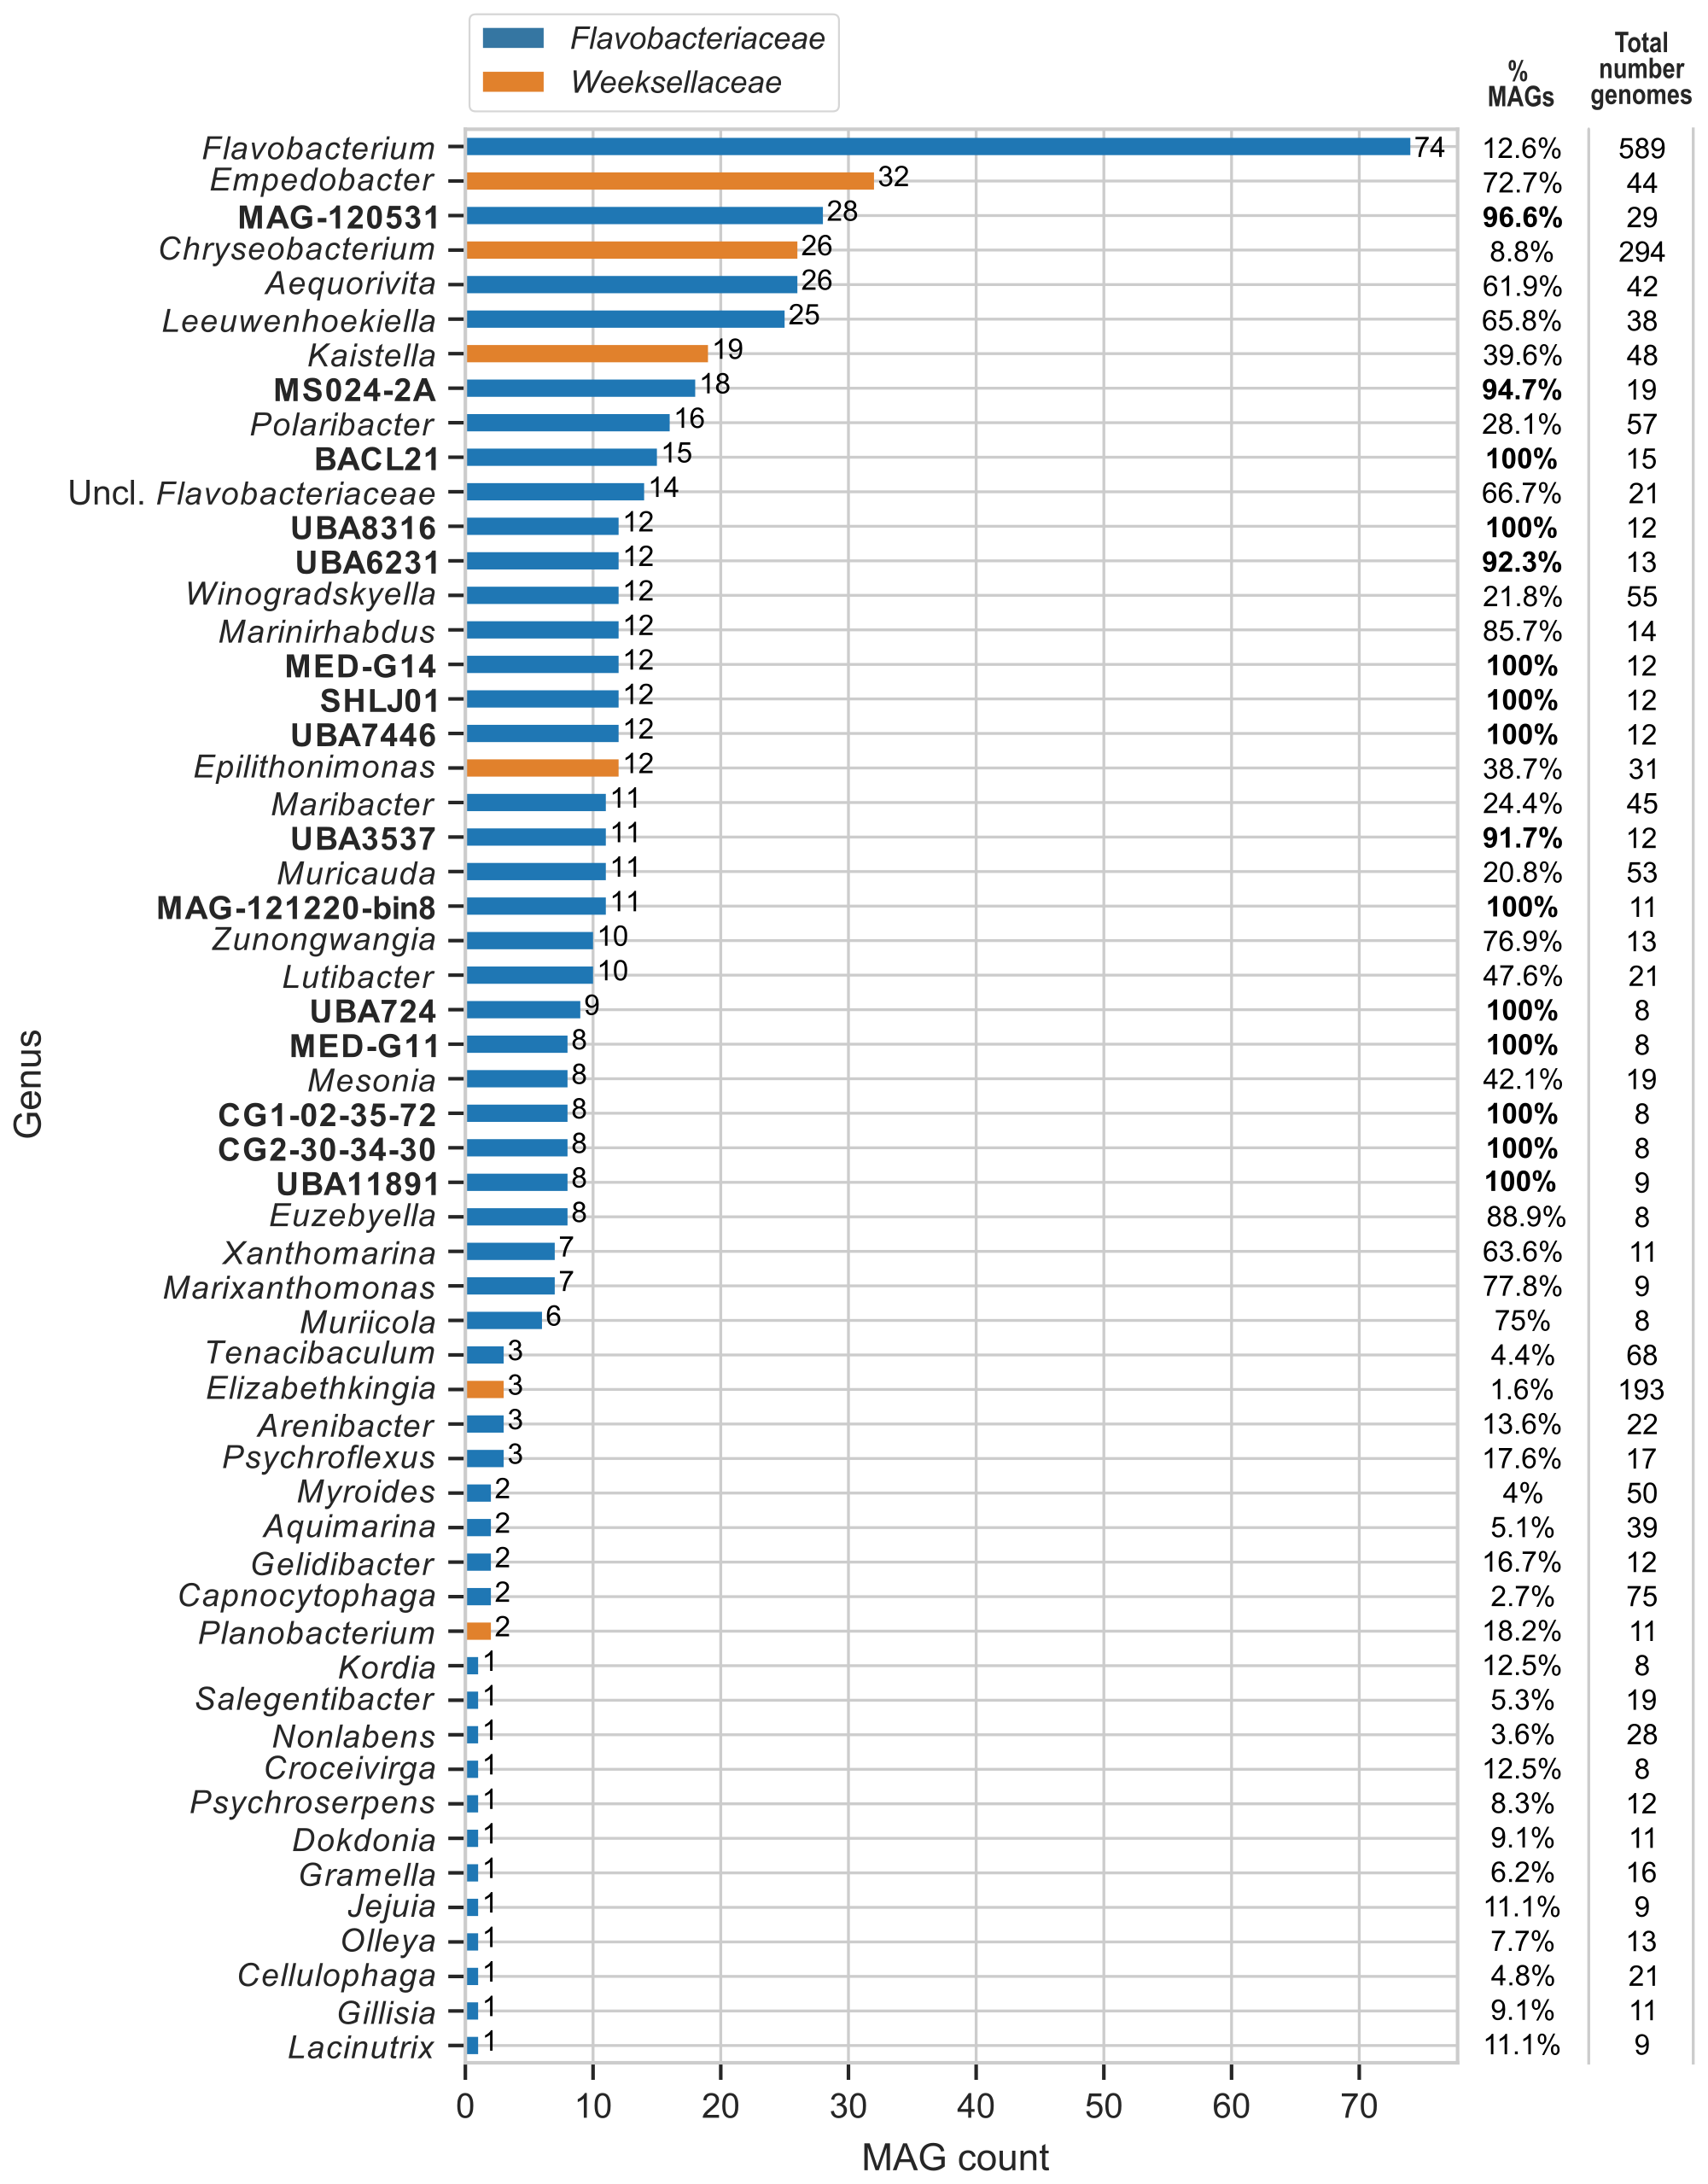 Flavobacteriaceae
Weeksellaceae
%
MAGs
Total
number
genomes
Flavobacterium 74 12.6% 589
Empedobacter 32 72.7% 44
MAG-120531 28 96.6% 29
Chryseobacterium 26 8.8% 294
Aequorivita 26 61.9% 42
Leeuwenhoekiella 25 65.8% 38
Kaistella 19 39.6% 48
MS024-2A 18 94.7% 19
Polaribacter 16 28.1% 57
BACL21 15 100% 15
Uncl. Flavobacteriaceae 14 66.7% 21
UBA8316 12 100% 12
UBA6231 12 92.3% 13
Winogradskyella 12 21.8% 55
Marinirhabdus 12 85.7% 14
MED-G14 12 100% 12
SHLJ01 12 100% 12
UBA7446 12 100% 12
Epilithonimonas 12 38.7% 31
Maribacter 11 24.4% 45
UBA3537 11 91.7% 12
Muricauda 11 20.8% 53
MAG-121220-bin8 11 100% 11
Zunongwangia 10 76.9% 13
Lutibacter 10 47.6% 21
UBA724 9 100% 8
MED-G11 8 100% 8
Mesonia 8 42.1% 19
CG1-02-35-72 8 100% 8
CG2-30-34-30 8 100% 8
UBA11891 8 100% 9
Euzebyella 8 88.9% 8
Xanthomarina 7 63.6% 11
Marixanthomonas 7 77.8% 9
Muriicola 6 75% 8
Tenacibaculum 3 4.4% 68
Elizabethkingia 3 1.6% 193
Arenibacter 3 13.6% 22
Psychroflexus 3 17.6% 17
Myroides 2 4% 50
Aquimarina 2 5.1% 39
Gelidibacter 2 16.7% 12
Capnocytophaga 2 2.7% 75
Planobacterium 2 18.2% 11
Kordia 1 12.5% 8
Salegentibacter 1 5.3% 19
Nonlabens 1 3.6% 28
Croceivirga 1 12.5% 8
Psychroserpens 1 8.3% 12
Dokdonia 1 9.1% 11
Gramella 1 6.2% 16
Jejuia 1 11.1% 9
Olleya 1 7.7% 13
Cellulophaga 1 4.8% 21
Gillisia 1 9.1% 11
Lacinutrix 1 11.1% 9
Genus
0 10 20 30 40 50 60 70
MAG count